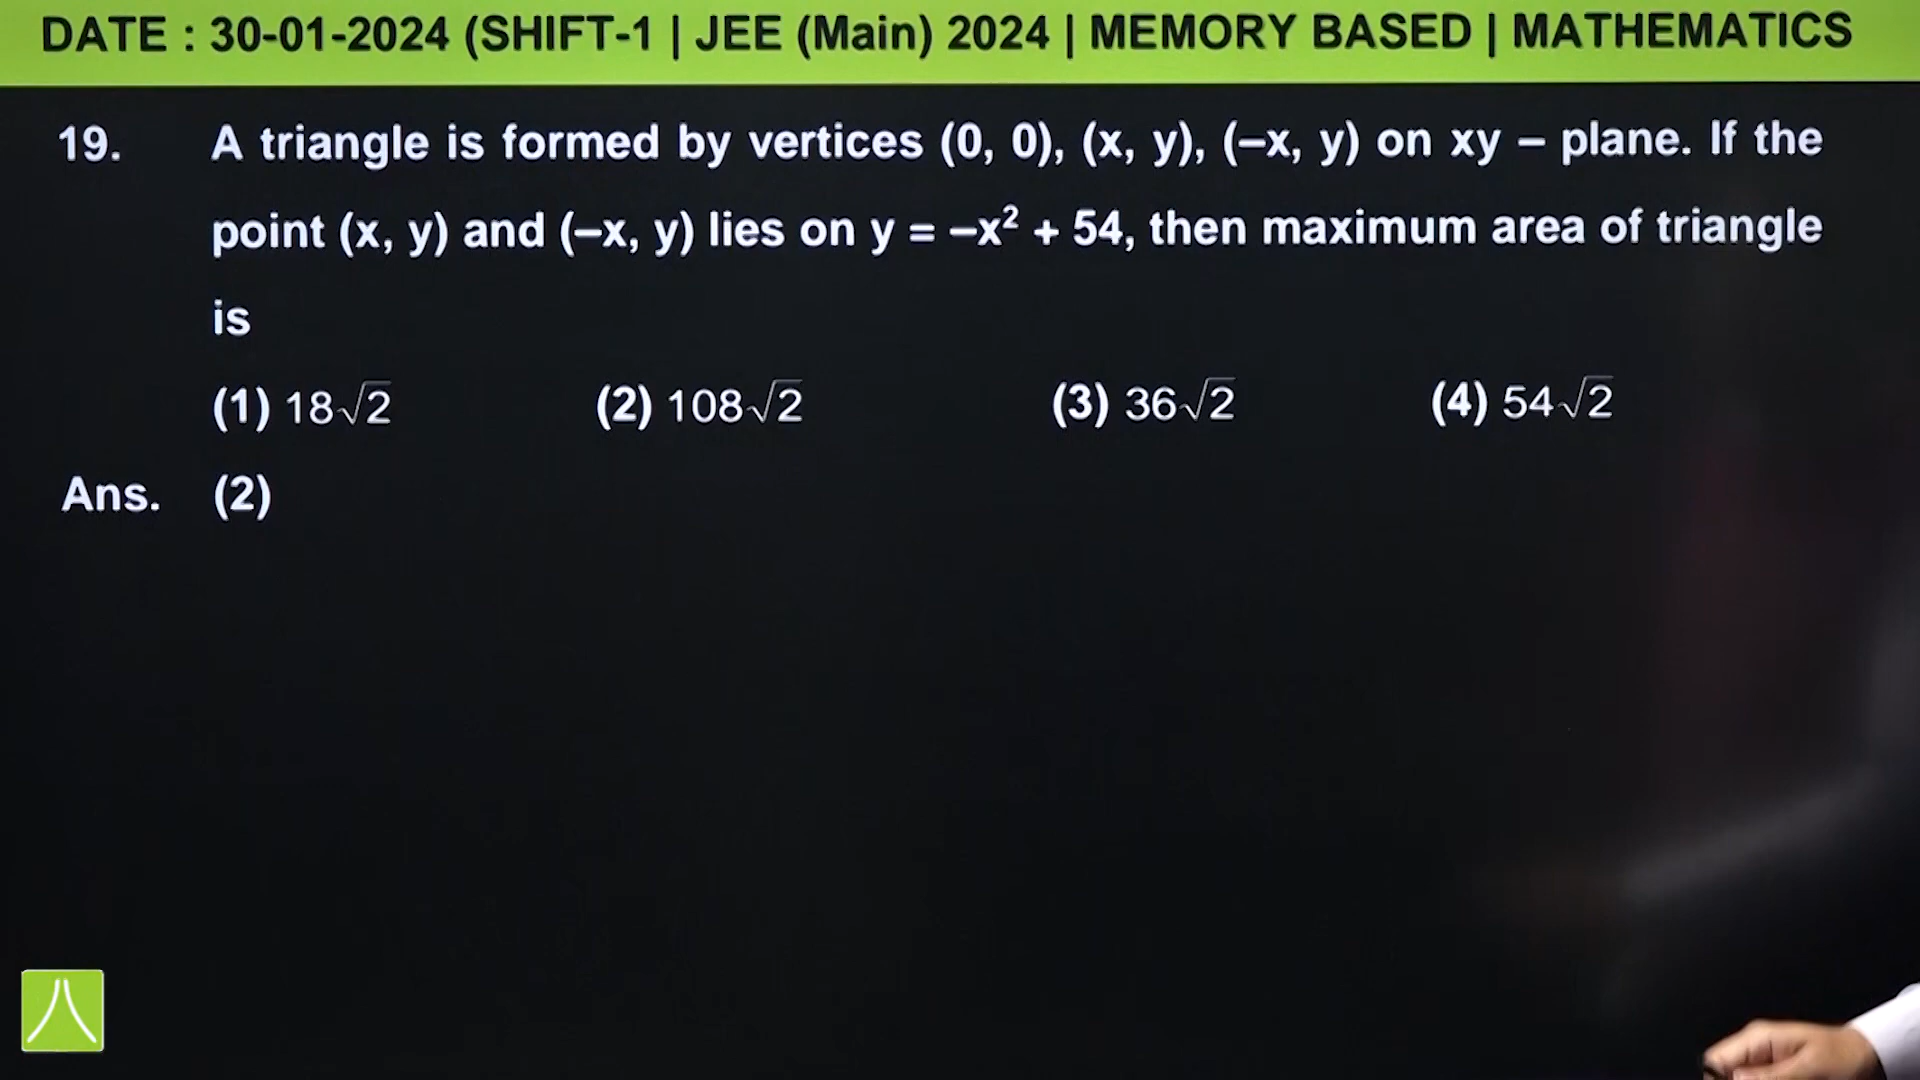 DATE : 30-01-2024 (SHIFT-1 | JEE (Main) 2024 | MEMORY BASED | MATHEMATICS
19. A triangle is formed by vertices (0, 0), (x, y), (–x, y) on xy – plane. If the
point (x, y) and (–x, y) lies on y = –x² + 54, then maximum area of triangle
is
(1) 18√2 (2) 108√2 (3) 36√2 (4) 54√2
Ans. (2)